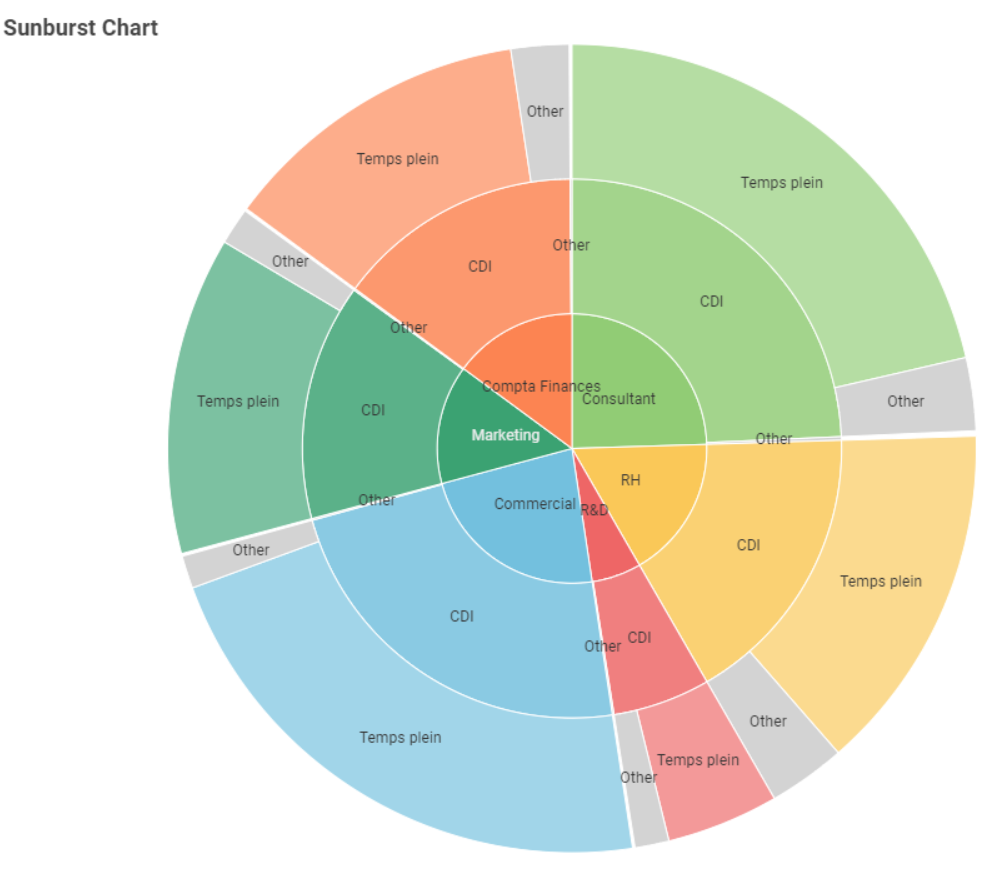 Sunburst Chart
Other
Temps plein
Temps plein
Other
Other
CDI
CDI
Other
Compta Finances
Consultant
Temps plein
CDI
Other
Marketing
Other
RH
Other
Commercial
R&D
Other
CDI
Temps plein
CDI
Other
CDI
Other
Temps plein
Temps plein
Other